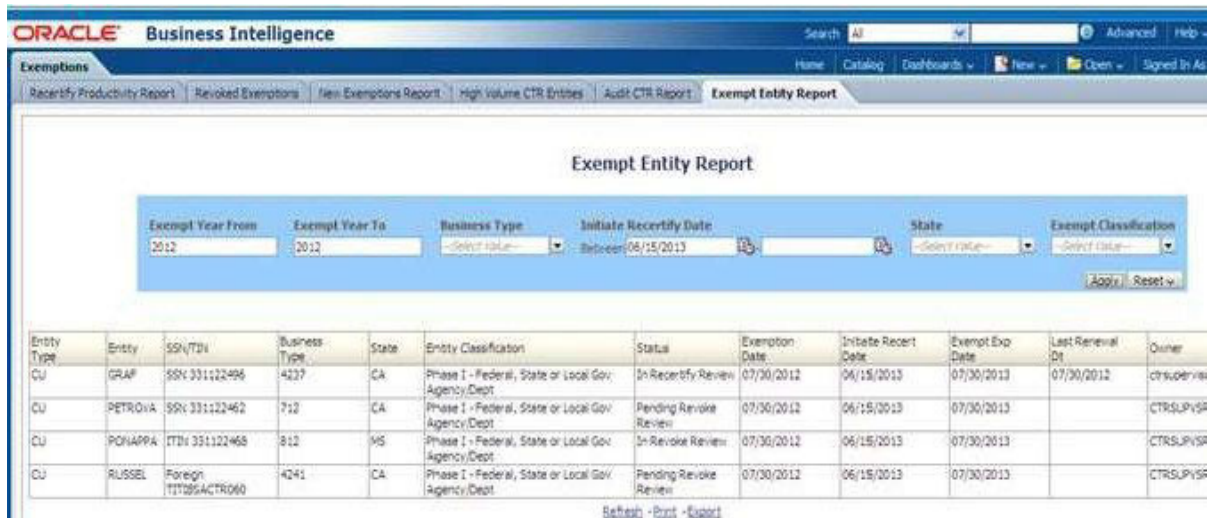 ORACLE Business Intelligence
Search All Advanced Help
Exemptions
Home Catalog Dashboards New Open Signed In As
Recertify Productivity Report Revoked Exemptions New Exemptions Report High Volume CTR Entities Audit CTR Report Exempt Entity Report
Exempt Entity Report
Exempt Year From Exempt Year To Business Type Initiate Recertify Date State Exempt Classification
2012 2012 --Select Value-- Between 06/15/2013 - --Select Value-- --Select Value--
Apply Reset
Entity Type Entity SSN/TIN Business Type State Entity Classification Status Exemption Date Initiate Recert Date Exempt Exp Date Last Renewal Dt Owner
CU GRAF SSN 331122496 4237 CA Phase I - Federal, State or Local Gov Agency/Dept In Recertify Review 07/30/2012 06/15/2013 07/30/2013 07/30/2012 ctrsupervis
CU PETROVA SSN 331122462 712 CA Phase I - Federal, State or Local Gov Agency/Dept Pending Revoke Review 07/30/2012 06/15/2013 07/30/2013 CTRSUPVSR
CU PONAPPA ITIN 331122468 812 MS Phase I - Federal, State or Local Gov Agency/Dept In Revoke Review 07/30/2012 06/15/2013 07/30/2013 CTRSUPVSR
CU RUSSEL Foreign 4241 CA Phase I - Federal, State or Local Gov Agency/Dept Pending Revoke Review 07/30/2012 06/15/2013 07/30/2013 CTRSUPVSR
Refresh - Print - Export